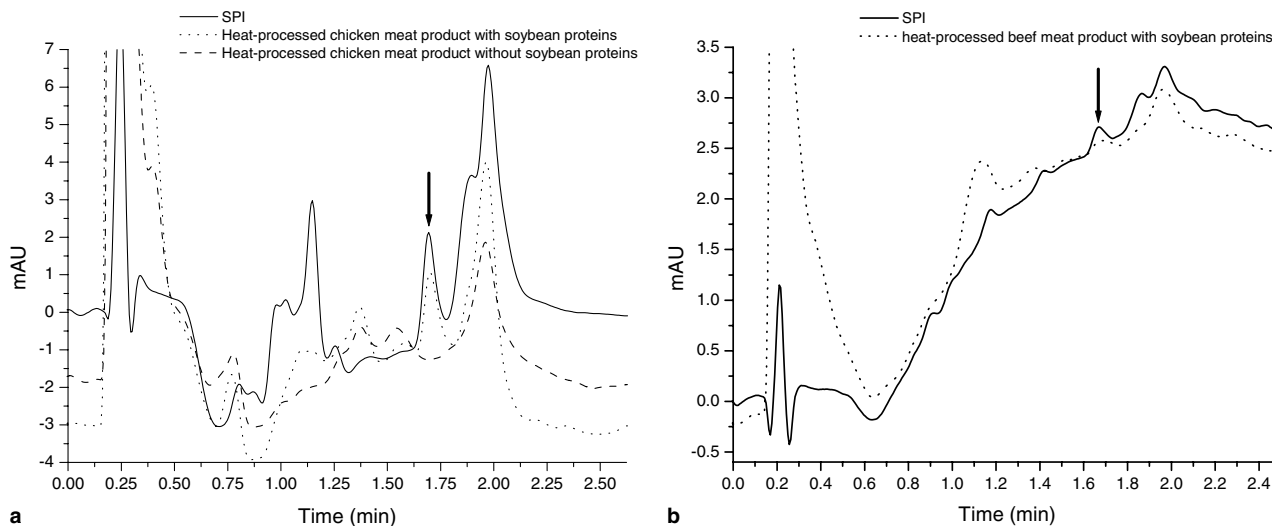 SPI
Heat-processed chicken meat product with soybean proteins
Heat-processed chicken meat product without soybean proteins
7
6
5
4
3
2
1
0
-1
-2
-3
-4
mAU
0.00 0.25 0.50 0.75 1.00 1.25 1.50 1.75 2.00 2.25 2.50
Time (min)
a
SPI
heat-processed beef meat product with soybean proteins
3.5
3.0
2.5
2.0
1.5
1.0
0.5
0.0
-0.5
mAU
0.0 0.2 0.4 0.6 0.8 1.0 1.2 1.4 1.6 1.8 2.0 2.2 2.4
Time (min)
b